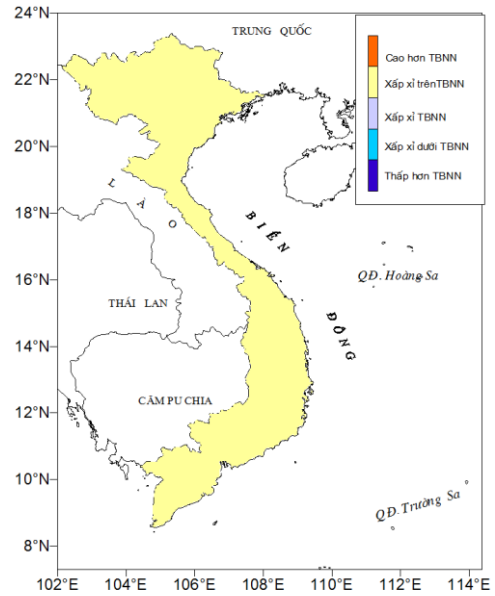 24°N
22°N
20°N
18°N
16°N
14°N
12°N
10°N
8°N
TRUNG QUỐC
Cao hơn TBNN
Xấp xỉ trênTBNN
Xấp xỉ TBNN
Xấp xỉ dưới TBNN
Thấp hơn TBNN
LÀO
BIỂN ĐÔNG
QĐ. Hoàng Sa
THÁI LAN
CĂM PU CHIA
QĐ. Trường Sa
102°E 104°E 106°E 108°E 110°E 112°E 114°E